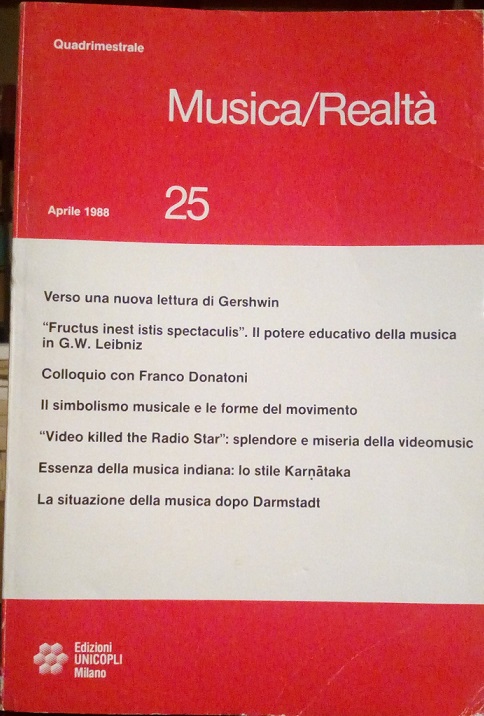 Quadrimestrale
Musica/Realtà
Aprile 1988
25
Verso una nuova lettura di Gershwin
“Fructus inest istis spectaculis”. Il potere educativo della musica
in G.W. Leibniz
Colloquio con Franco Donatoni
Il simbolismo musicale e le forme del movimento
“Video killed the Radio Star”: splendore e miseria della videomusic
Essenza della musica indiana: lo stile Karṇātaka
La situazione della musica dopo Darmstadt
Edizioni
UNICOPLI
Milano